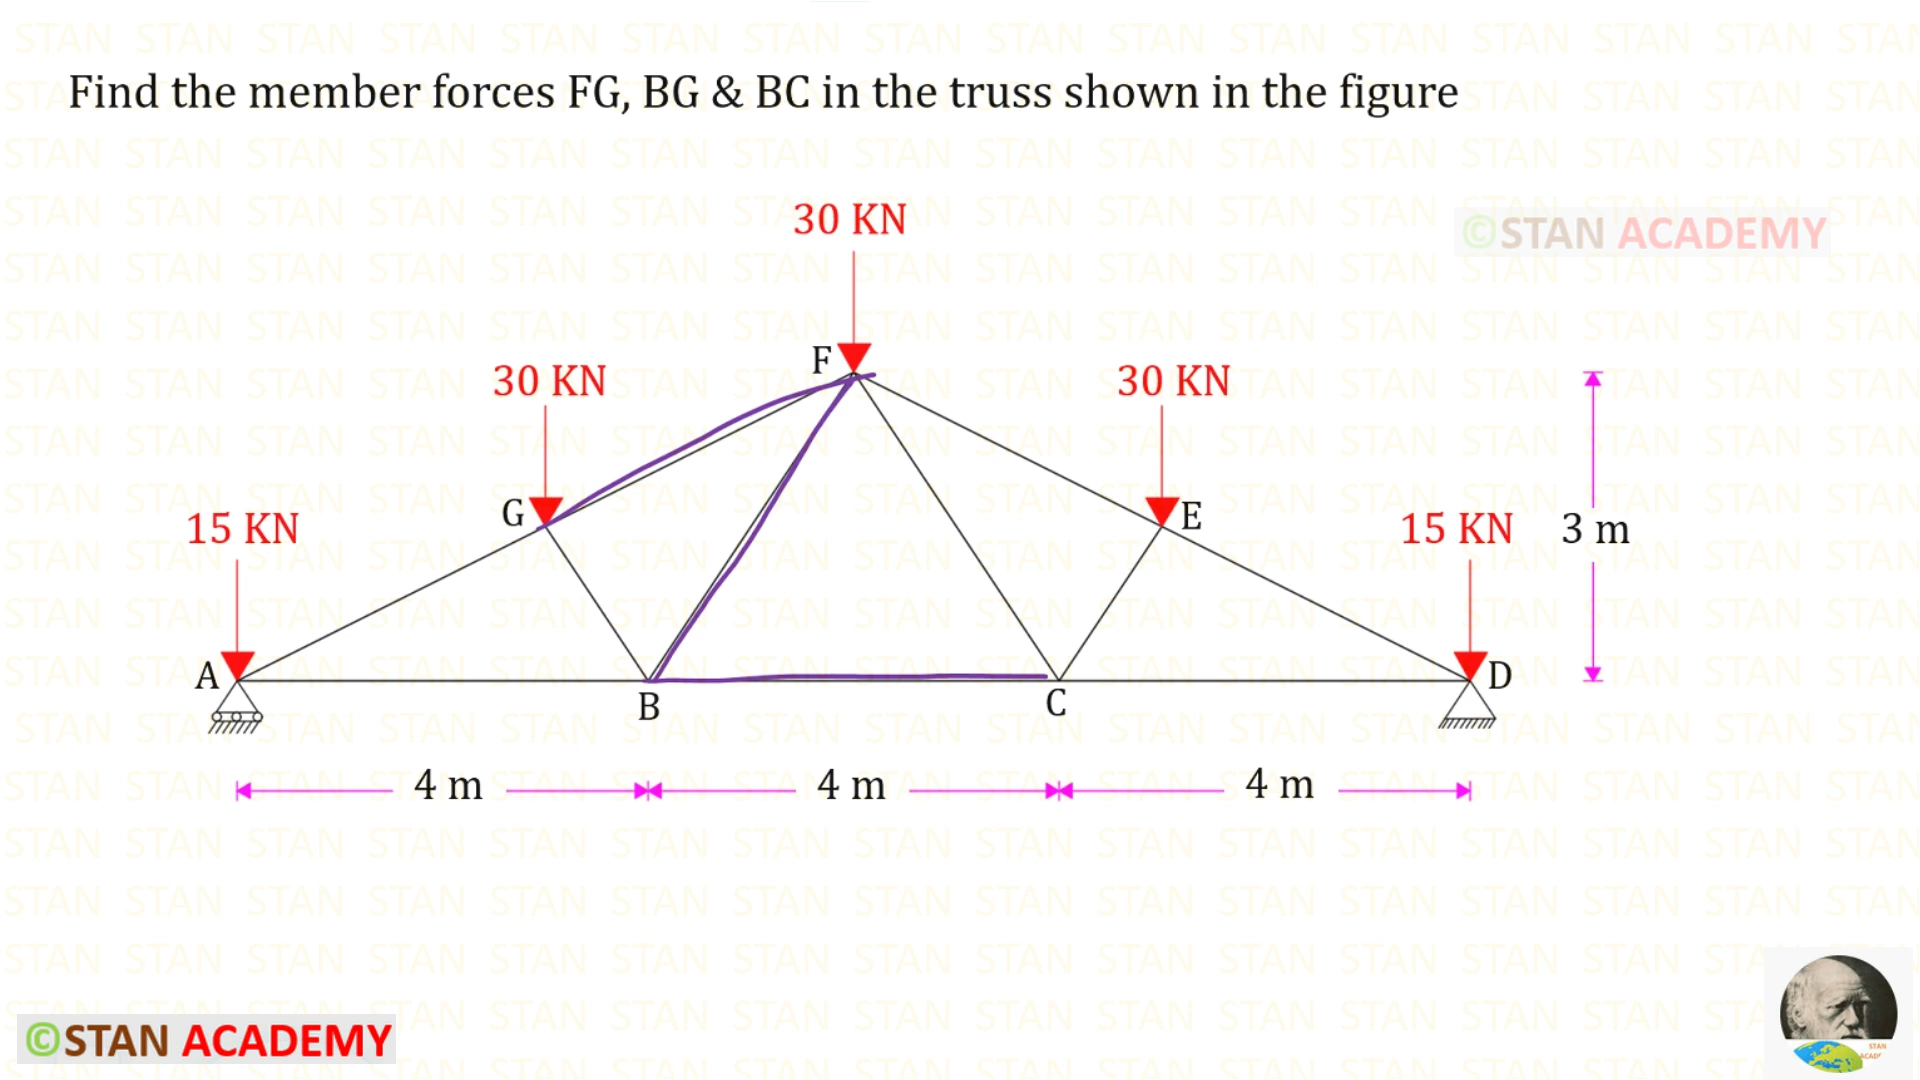 Find the member forces FG, BG & BC in the truss shown in the figure
©STAN ACADEMY
30 KN
F
30 KN
30 KN
G
E
15 KN
15 KN
3 m
A
D
B
C
4 m
4 m
4 m
©STAN ACADEMY
STAN